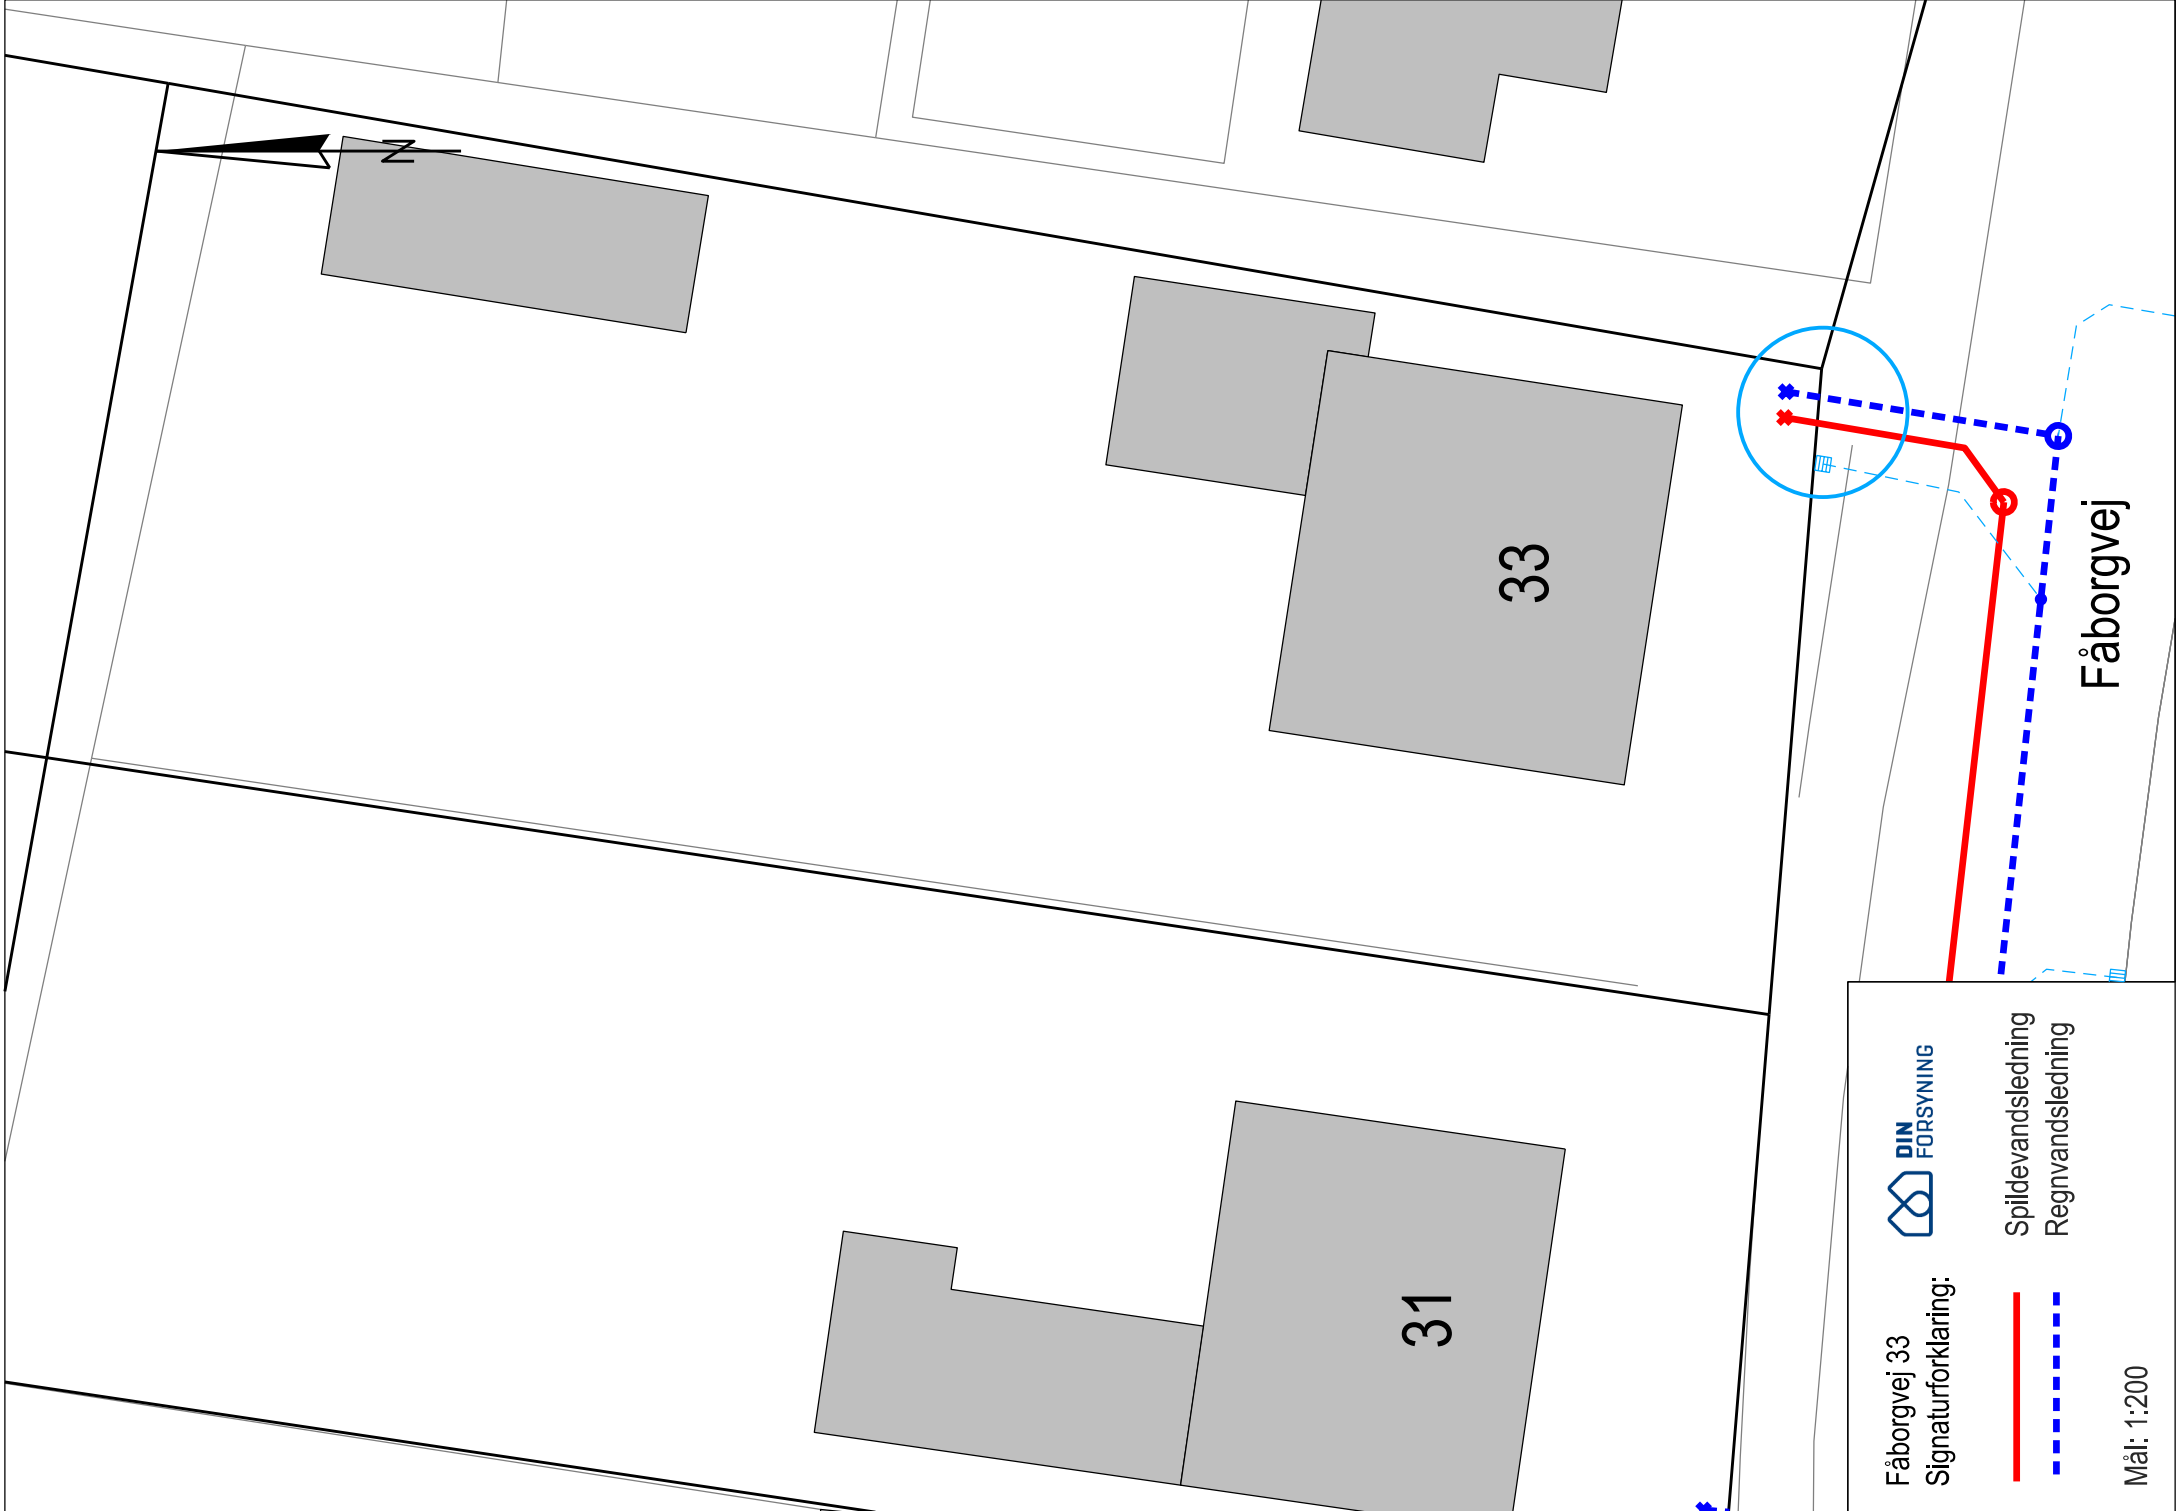 N
33
31
Fåborgvej
Fåborgvej 33
Signaturforklaring:
DIN
FORSYNING
Spildevandsledning
Regnvandsledning
Mål: 1:200